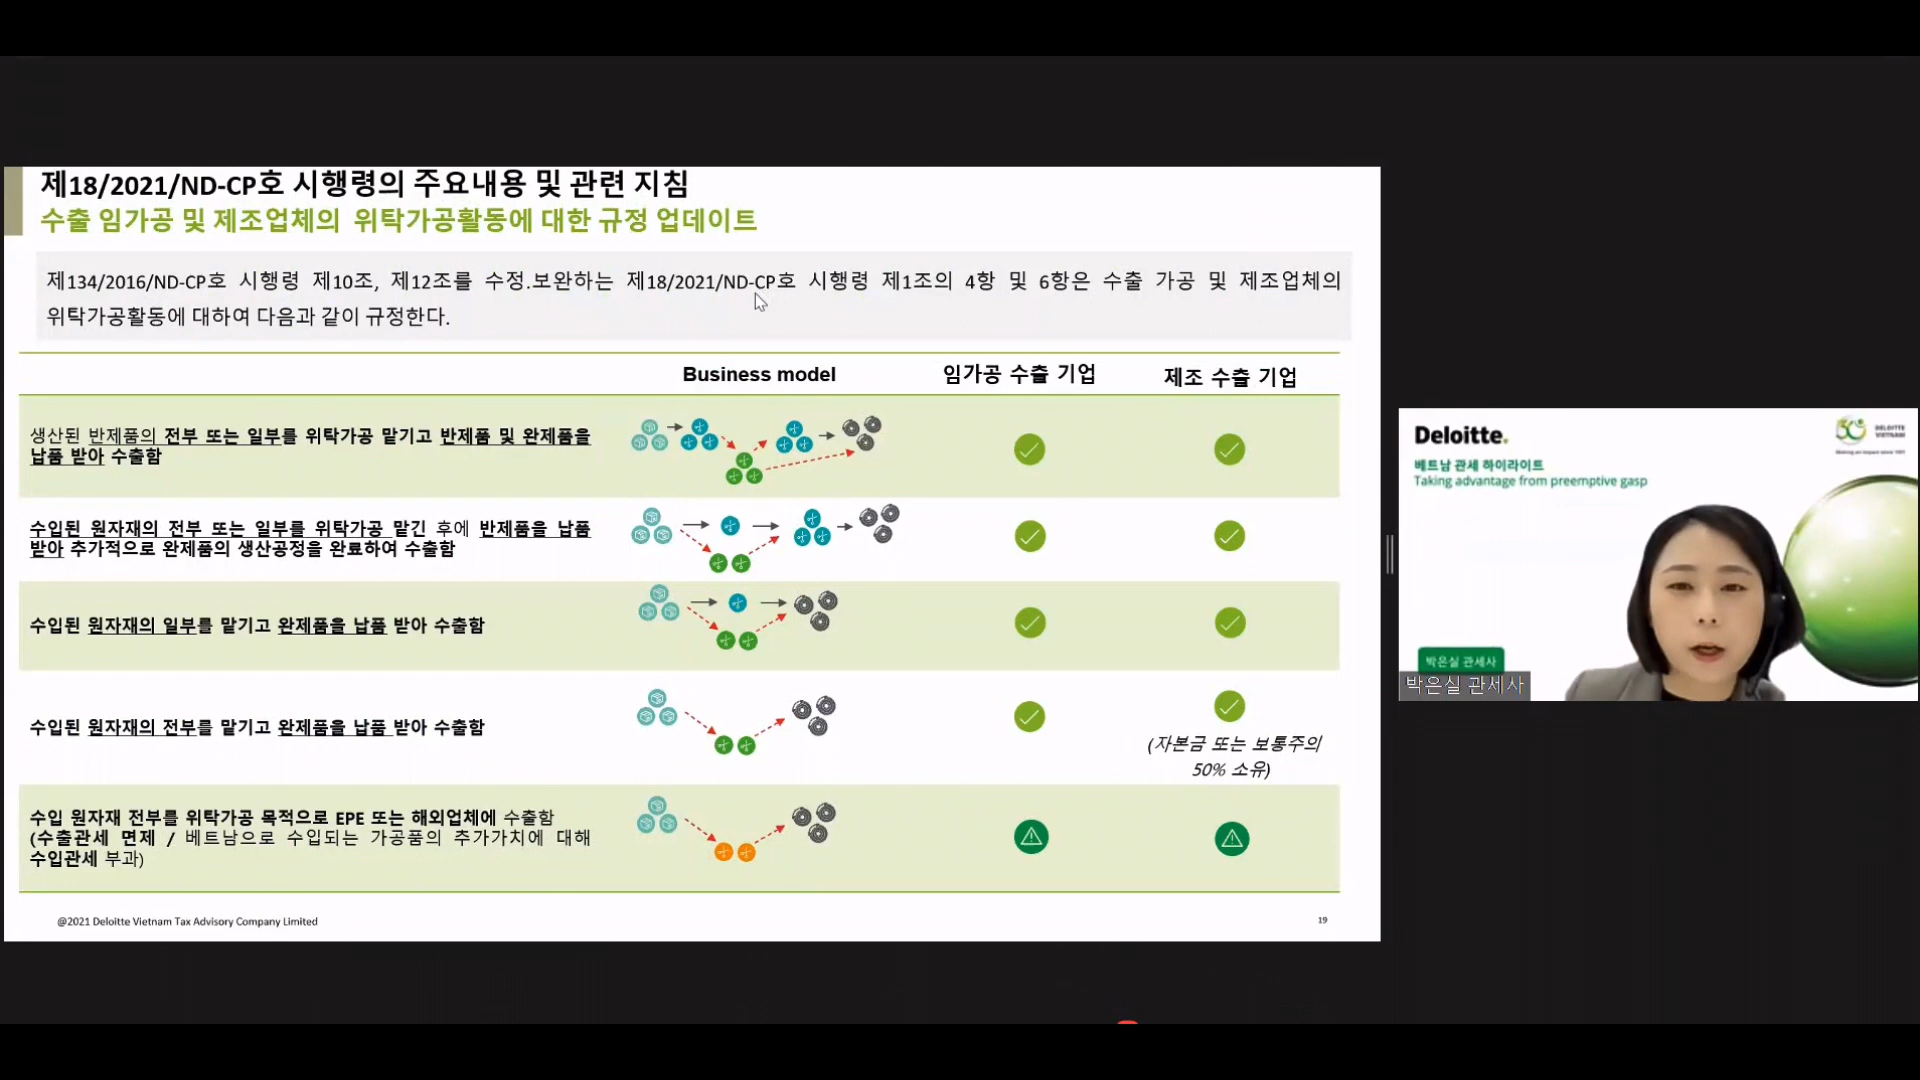 제18/2021/ND-CP호 시행령의 주요내용 및 관련 지침
수출 임가공 및 제조업체의 위탁가공활동에 대한 규정 업데이트
제134/2016/ND-CP호 시행령 제10조, 제12조를 수정.보완하는 제18/2021/ND-CP호 시행령 제1조의 4항 및 6항은 수출 가공 및 제조업체의
위탁가공활동에 대하여 다음과 같이 규정한다.
Business model
임가공 수출 기업
제조 수출 기업
생산된 반제품의 전부 또는 일부를 위탁가공 맡기고 반제품 및 완제품을
납품 받아 수출함
수입된 원자재의 전부 또는 일부를 위탁가공 맡긴 후에 반제품을 납품
받아 추가적으로 완제품의 생산공정을 완료하여 수출함
수입된 원자재의 일부를 맡기고 완제품을 납품 받아 수출함
수입된 원자재의 전부를 맡기고 완제품을 납품 받아 수출함
(자본금 또는 보통주의
50% 소유)
수입 원자재 전부를 위탁가공 목적으로 EPE 또는 해외업체에 수출함
(수출관세 면제 / 베트남으로 수입되는 가공품의 추가가치에 대해
수입관세 부과)
@2021 Deloitte Vietnam Tax Advisory Company Limited
19
Deloitte.
DELOITTE
VIETNAM
베트남 관세 하이라이트
Taking advantage from preemptive gasp
박은실 관세사
박은실 관세사